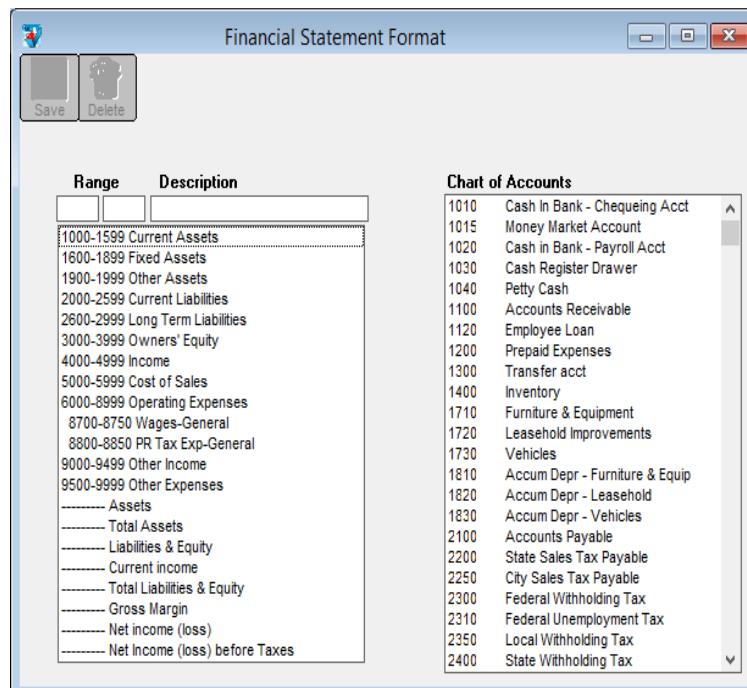 Financial Statement Format
Save Delete
Range Description
1000-1599 Current Assets
1600-1899 Fixed Assets
1900-1999 Other Assets
2000-2599 Current Liabilities
2600-2999 Long Term Liabilities
3000-3999 Owners' Equity
4000-4999 Income
5000-5999 Cost of Sales
6000-8999 Operating Expenses
8700-8750 Wages-General
8800-8850 PR Tax Exp-General
9000-9499 Other Income
9500-9999 Other Expenses
--------- Assets
--------- Total Assets
--------- Liabilities & Equity
--------- Current income
--------- Total Liabilities & Equity
--------- Gross Margin
--------- Net income (loss)
--------- Net Income (loss) before Taxes
Chart of Accounts
1010 Cash In Bank - Chequeing Acct
1015 Money Market Account
1020 Cash in Bank - Payroll Acct
1030 Cash Register Drawer
1040 Petty Cash
1100 Accounts Receivable
1120 Employee Loan
1200 Prepaid Expenses
1300 Transfer acct
1400 Inventory
1710 Furniture & Equipment
1720 Leasehold Improvements
1730 Vehicles
1810 Accum Depr - Furniture & Equip
1820 Accum Depr - Leasehold
1830 Accum Depr - Vehicles
2100 Accounts Payable
2200 State Sales Tax Payable
2250 City Sales Tax Payable
2300 Federal Withholding Tax
2310 Federal Unemployment Tax
2350 Local Withholding Tax
2400 State Withholding Tax